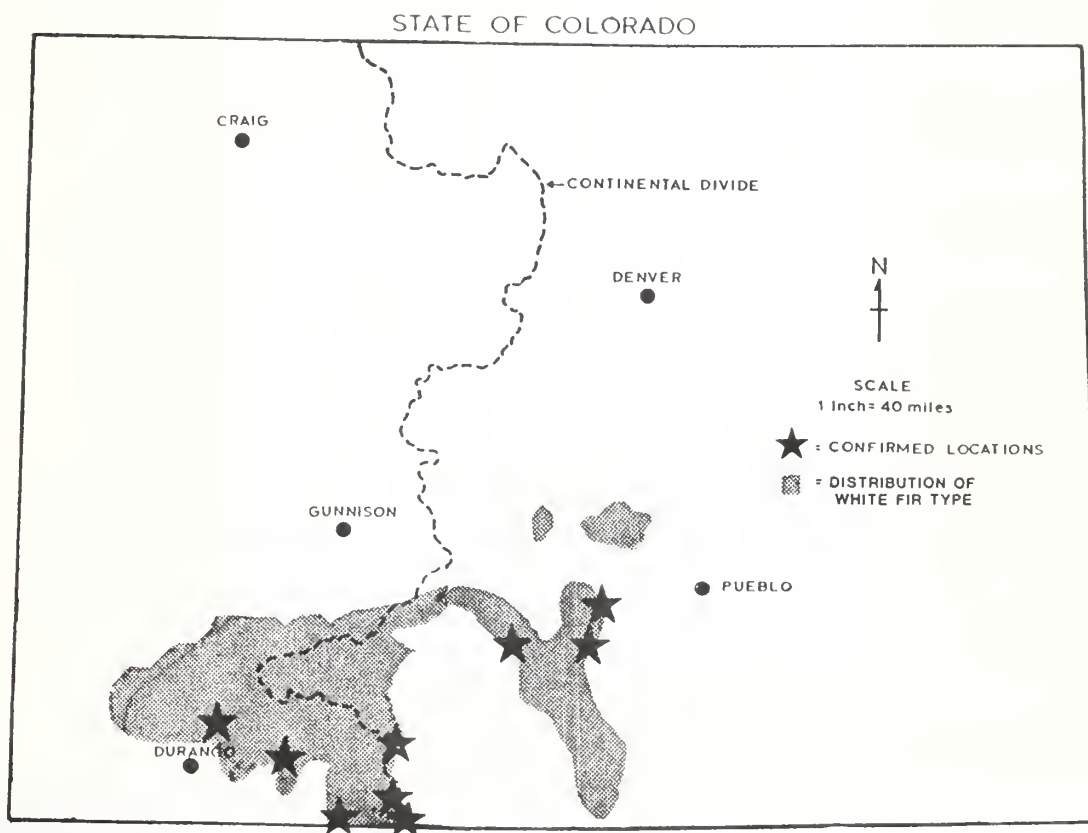 STATE OF COLORADO
CRAIG
CONTINENTAL DIVIDE
DENVER
N
SCALE
1 Inch = 40 miles
= CONFIRMED LOCATIONS
= DISTRIBUTION OF
WHITE FIR TYPE
GUNNISON
PUEBLO
DURANGO